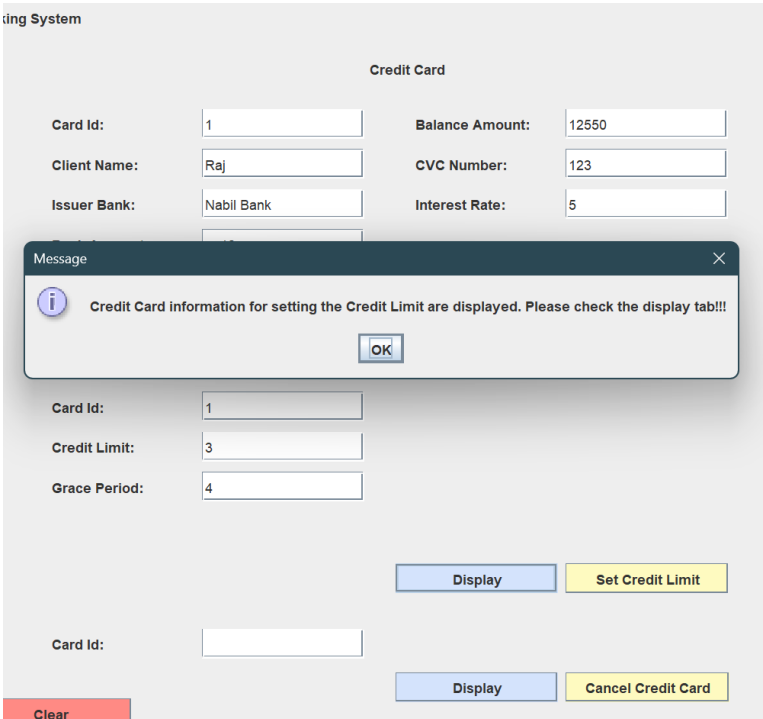 king System
Credit Card
Card Id: 1 Balance Amount: 12550
Client Name: Raj CVC Number: 123
Issuer Bank: Nabil Bank Interest Rate: 5
Message
i
Credit Card information for setting the Credit Limit are displayed. Please check the display tab!!!
OK
Card Id: 1
Credit Limit: 3
Grace Period: 4
Display Set Credit Limit
Card Id:
Display Cancel Credit Card
Clear